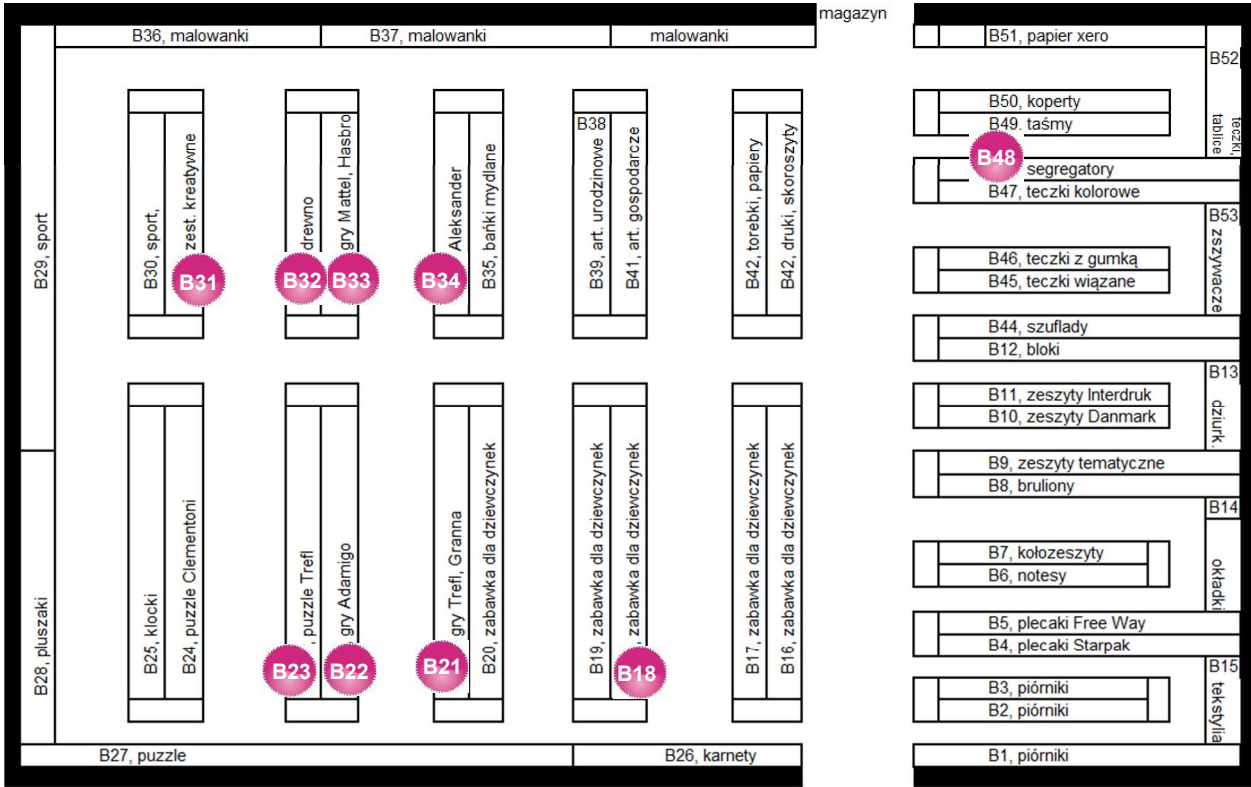 magazyn
B36, malowanki
B37, malowanki
malowanki
B29, sport
B28, pluszaki
B30, sport,
B31
zest. kreatywne
B32
drewno
B33
gry Mattel, Hasbro
B34
Aleksander
B35, bańki mydlane
B38
B39, art. urodzinowe
B41, art. gospodarcze
B42, torebki, papiery
B42, druki, skoroszyty
B25, klocki
B24, puzzle Clementoni
B23
, puzzle Trefl
B22
, gry Adamigo
B21
gry Trefl, Granna
B20, zabawka dla dziewczynek
B19, zabawka dla dziewczynek
B18
, zabawka dla dziewczynek
B17, zabawka dla dziewczynek
B16, zabawka dla dziewczynek
B27, puzzle
B26, karnety
B51, papier xero
B52
teczki,
tablice
B50, koperty
B49. taśmy
B48
segregatory
B47, teczki kolorowe
B53
zszywacze
B46, teczki z gumką
B45, teczki wiązane
B44, szuflady
B12, bloki
B13
dziurk.
B11, zeszyty Interdruk
B10, zeszyty Danmark
B9, zeszyty tematyczne
B8, bruliony
B14
okładki
B7, kołozeszyty
B6, notesy
B5, plecaki Free Way
B4, plecaki Starpak
B15
tekstylia
B3, piórniki
B2, piórniki
B1, piórniki